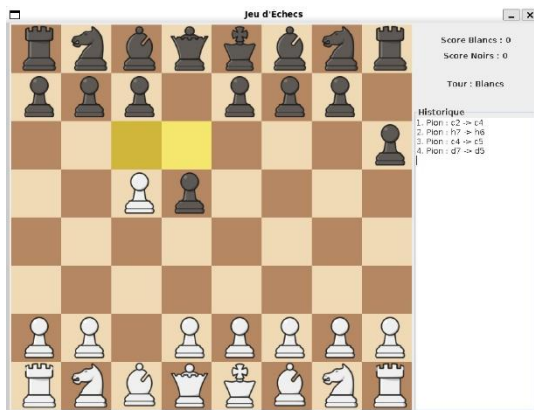 Jeu d'Echecs
Score Blancs : 0
Score Noirs : 0
Tour : Blancs
Historique
1. Pion : c2 -> c4
2. Pion : h7 -> h6
3. Pion : c4 -> c5
4. Pion : d7 -> d5